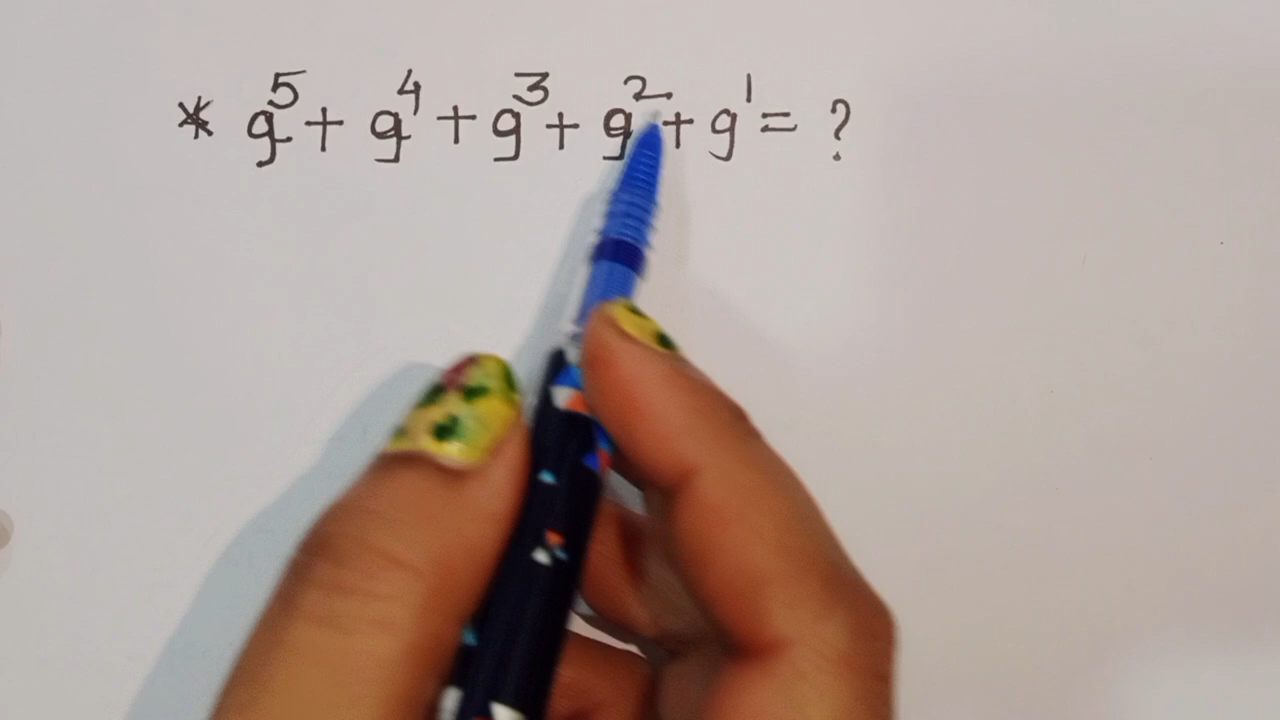 * 9⁵ + 9⁴ + 9³ + 9² + 9¹ = ?